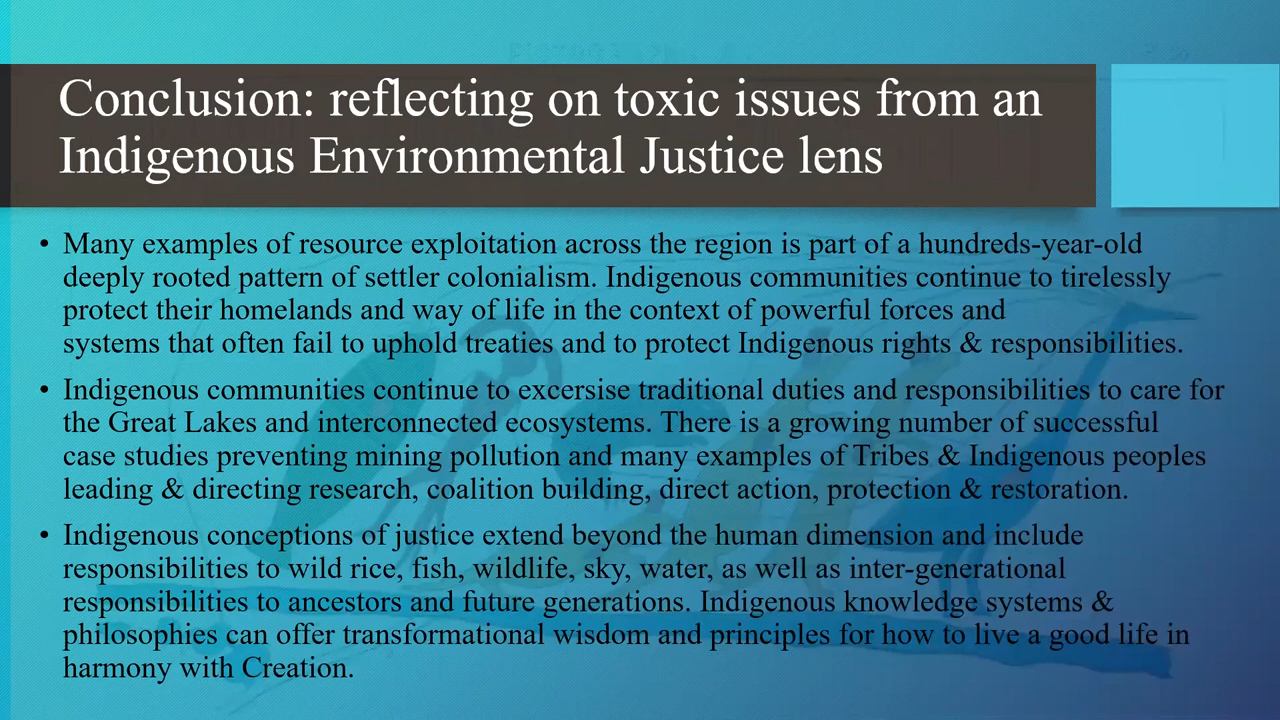 Conclusion: reflecting on toxic issues from an
Indigenous Environmental Justice lens
• Many examples of resource exploitation across the region is part of a hundreds-year-old
deeply rooted pattern of settler colonialism. Indigenous communities continue to tirelessly
protect their homelands and way of life in the context of powerful forces and
systems that often fail to uphold treaties and to protect Indigenous rights & responsibilities.
• Indigenous communities continue to excersise traditional duties and responsibilities to care for
the Great Lakes and interconnected ecosystems. There is a growing number of successful
case studies preventing mining pollution and many examples of Tribes & Indigenous peoples
leading & directing research, coalition building, direct action, protection & restoration.
• Indigenous conceptions of justice extend beyond the human dimension and include
responsibilities to wild rice, fish, wildlife, sky, water, as well as inter-generational
responsibilities to ancestors and future generations. Indigenous knowledge systems &
philosophies can offer transformational wisdom and principles for how to live a good life in
harmony with Creation.